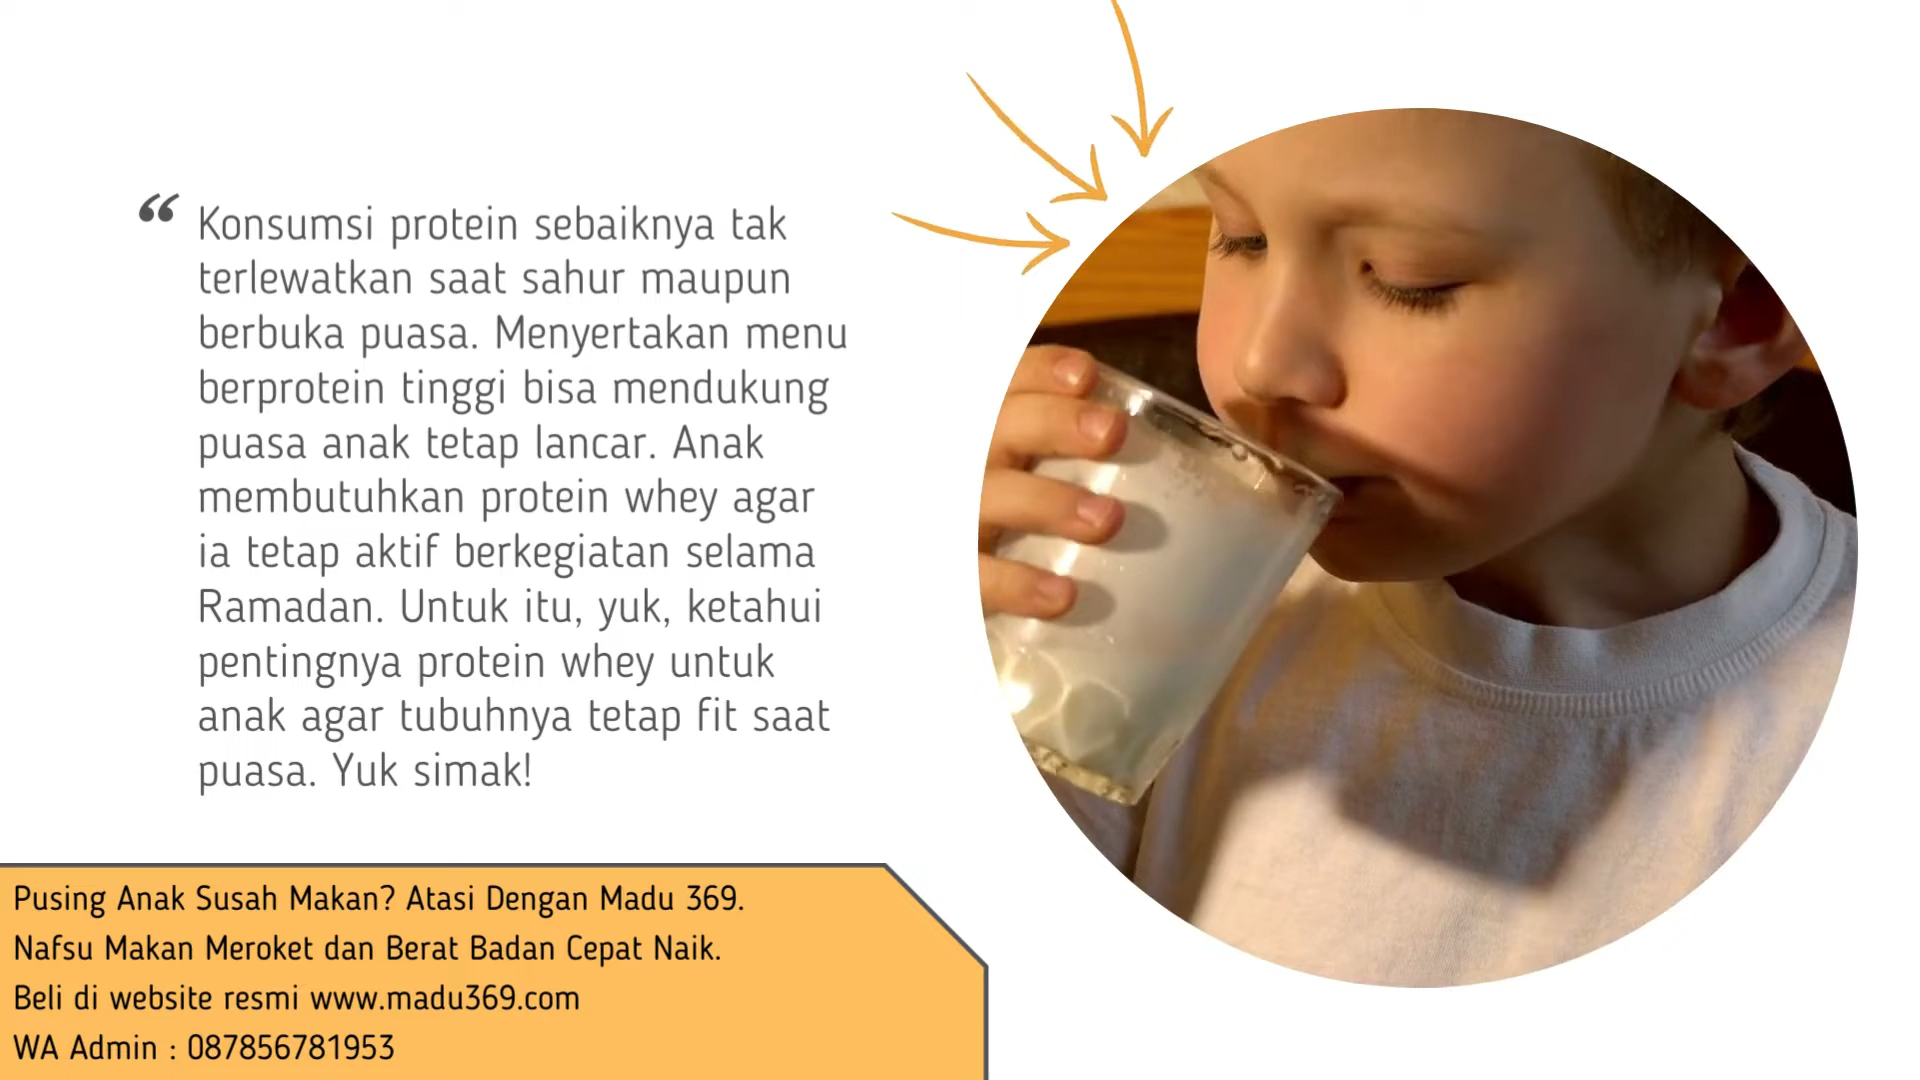 “ Konsumsi protein sebaiknya tak
terlewatkan saat sahur maupun
berbuka puasa. Menyertakan menu
berprotein tinggi bisa mendukung
puasa anak tetap lancar. Anak
membutuhkan protein whey agar
ia tetap aktif berkegiatan selama
Ramadan. Untuk itu, yuk, ketahui
pentingnya protein whey untuk
anak agar tubuhnya tetap fit saat
puasa. Yuk simak!
Pusing Anak Susah Makan? Atasi Dengan Madu 369.
Nafsu Makan Meroket dan Berat Badan Cepat Naik.
Beli di website resmi www.madu369.com
WA Admin : 087856781953